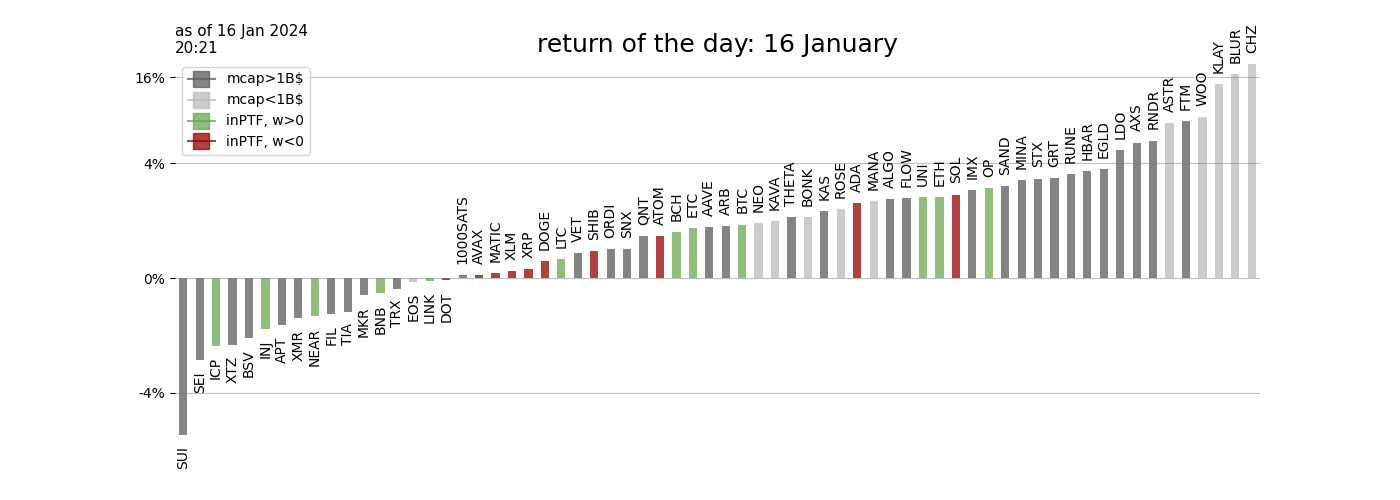 as of 16 Jan 2024
20:21
return of the day: 16 January
mcap>1B$
mcap<1B$
inPTF, w>0
inPTF, w<0
16%
4%
0%
-4%
SUI
SEI
ICP
XTZ
BSV
INJ
APT
XMR
NEAR
FIL
TIA
MKR
BNB
TRX
EOS
LINK
DOT
1000SATS
AVAX
MATIC
XLM
XRP
DOGE
LTC
VET
SHIB
ORDI
SNX
QNT
ATOM
BCH
ETC
AAVE
ARB
BTC
NEO
KAVA
THETA
BONK
KAS
ROSE
ADA
MANA
ALGO
FLOW
UNI
ETH
SOL
IMX
OP
SAND
MINA
STX
GRT
RUNE
HBAR
EGLD
LDO
AXS
RNDR
ASTR
FTM
WOO
KLAY
BLUR
CHZ